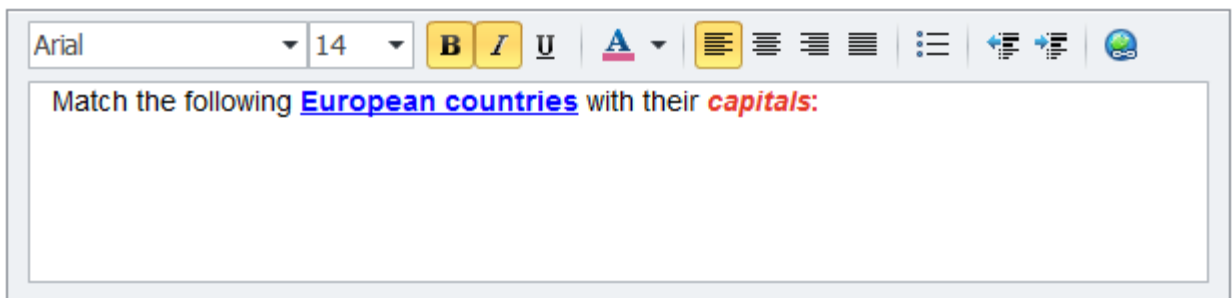 Arial 14 B I U A
Match the following European countries with their capitals: